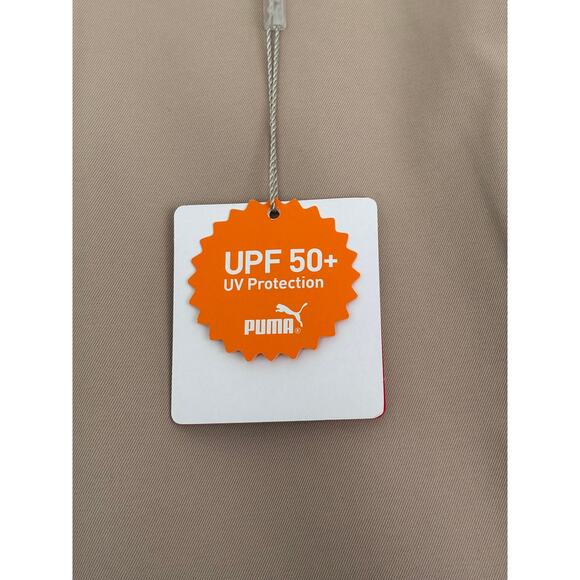 UPF 50+
UV Protection
PUMA®